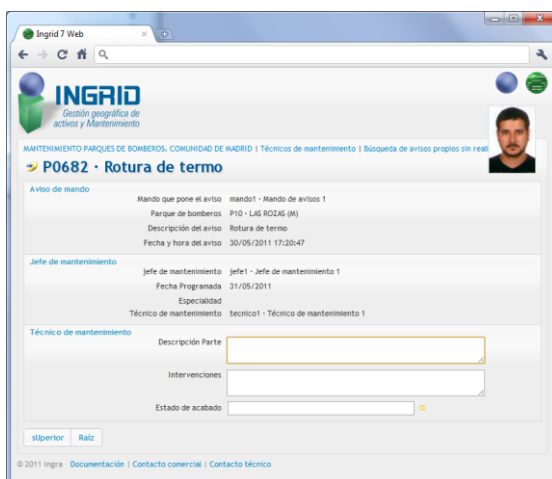 Ingrid 7 Web
INGRID
Gestión geográfica de
activos y Mantenimiento
MANTENIMIENTO PARQUES DE BOMBEROS. COMUNIDAD DE MADRID | Técnicos de mantenimiento | Búsqueda de avisos propios sin real
P0682 · Rotura de termo
Aviso de mando
Mando que pone el aviso mando1 · Mando de avisos 1
Parque de bomberos P10 · LAS ROZAS (M)
Descripción del aviso Rotura de termo
Fecha y hora del aviso 30/05/2011 17:20:47
Jefe de mantenimiento
jefe de mantenimiento jefe1 · Jefe de mantenimiento 1
Fecha Programada 31/05/2011
Especialidad
Técnico de mantenimiento tecnico1 · Técnico de mantenimiento 1
Técnico de mantenimiento
Descripción Parte
Intervenciones
Estado de acabado
sUperior RaIz
© 2011 Ingra Documentación | Contacto comercial | Contacto técnico